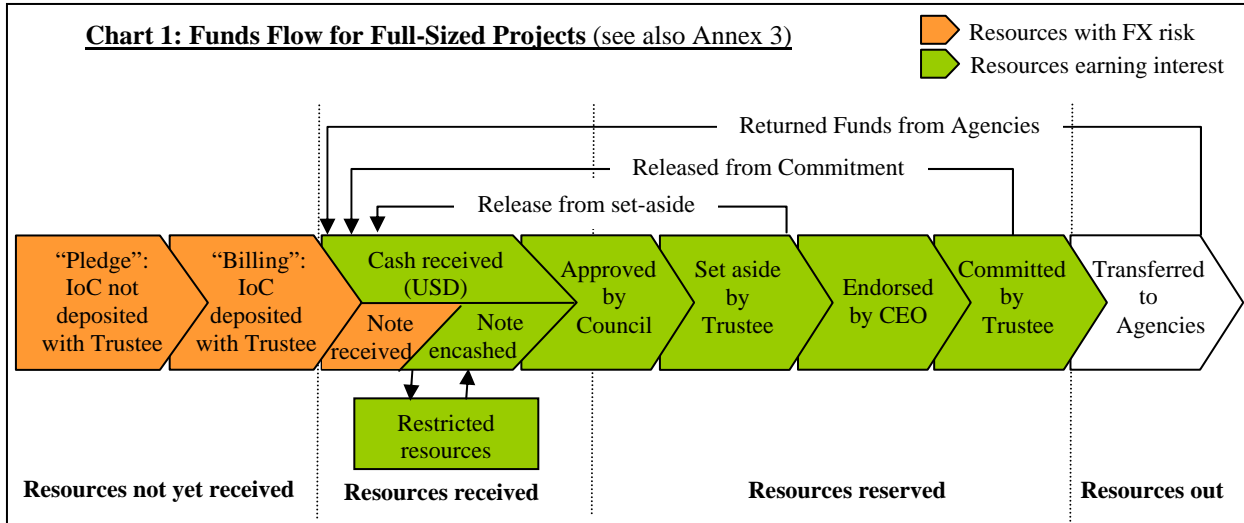 Chart 1: Funds Flow for Full-Sized Projects (see also Annex 3)
Resources with FX risk
Resources earning interest
Returned Funds from Agencies
Released from Commitment
Release from set-aside
“Pledge”:
IoC not
deposited
with Trustee
“Billing”:
IoC
deposited
with Trustee
Cash received
(USD)
Note
received
Note
encashed
Approved
by
Council
Set aside
by
Trustee
Endorsed
by CEO
Committed
by
Trustee
Transferred
to
Agencies
Restricted
resources
Resources not yet received
Resources received
Resources reserved
Resources out